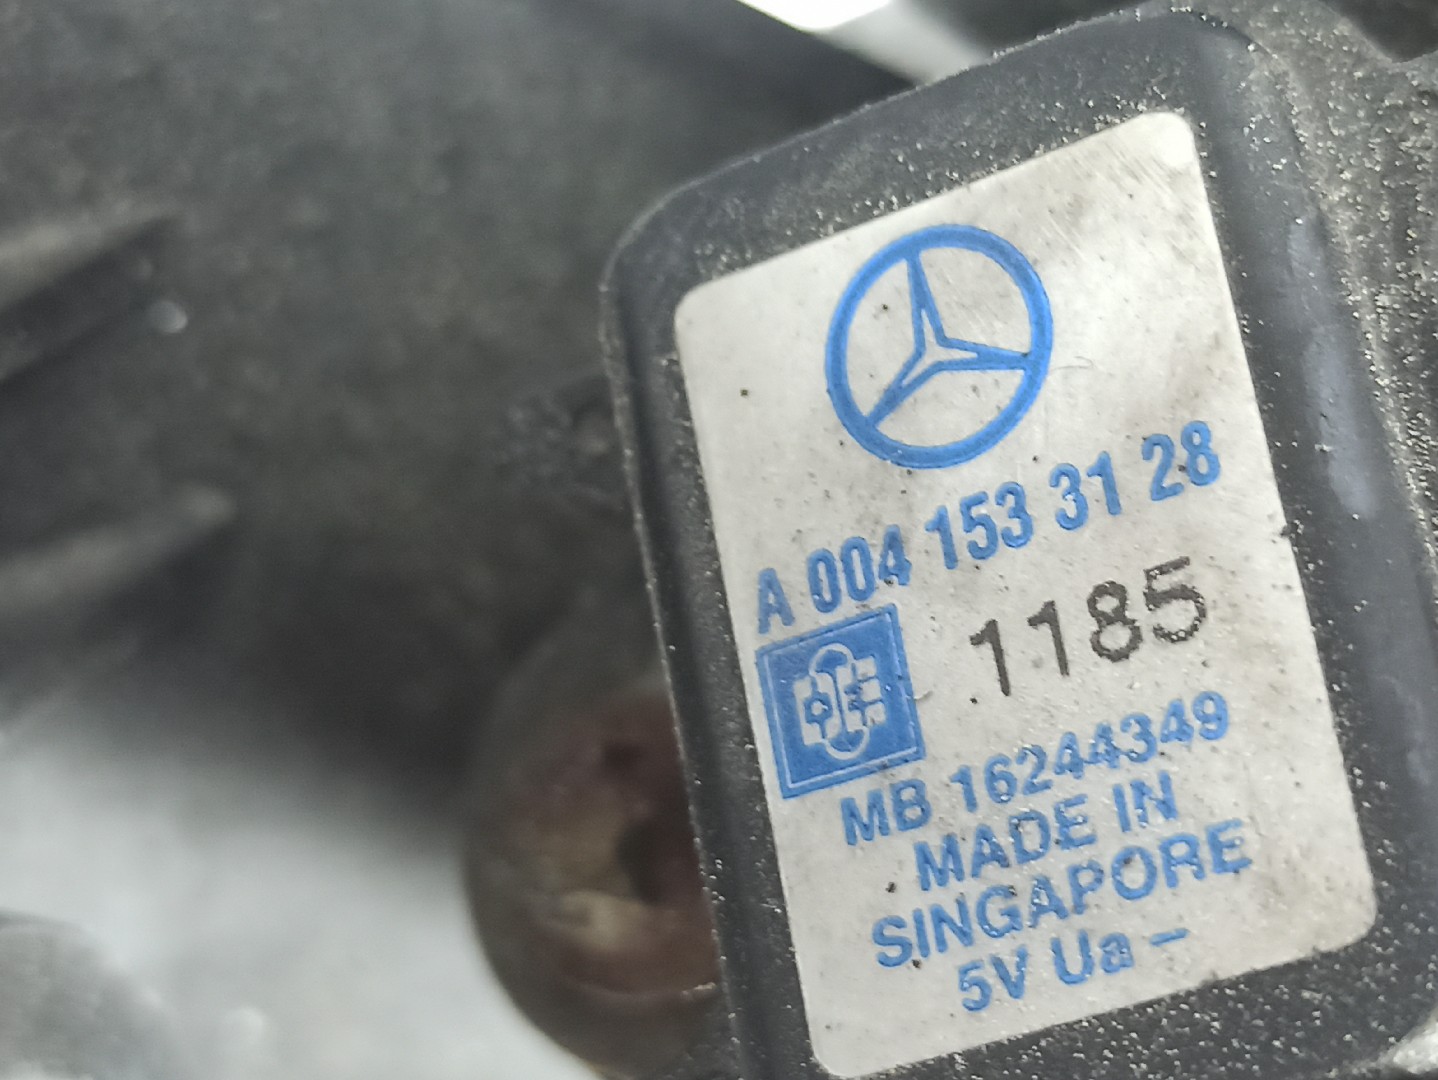 A 004 153 31 28
1185
MB 16244349
MADE IN
SINGAPORE
5V Ua -